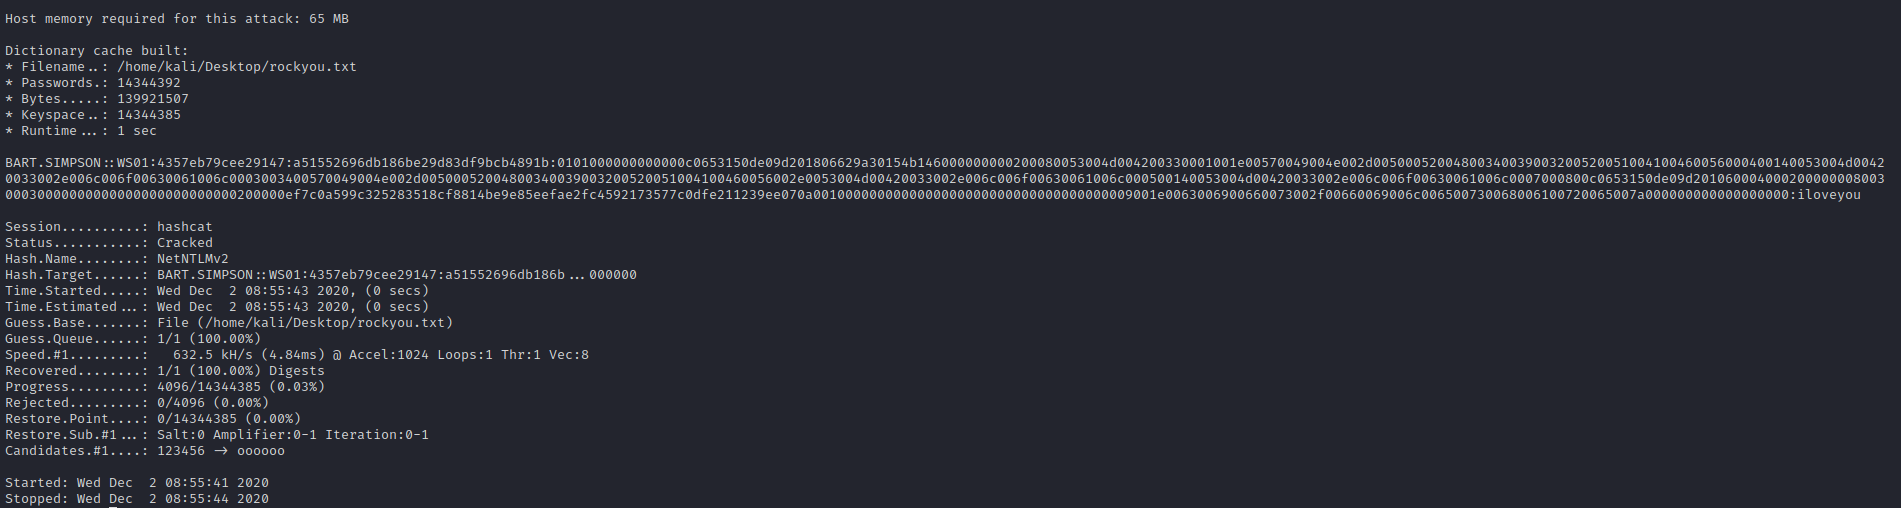 Host memory required for this attack: 65 MB
Dictionary cache built:
* Filename..: /home/kali/Desktop/rockyou.txt
* Passwords.: 14344392
* Bytes.....: 139921507
* Keyspace..: 14344385
* Runtime...: 1 sec
BART.SIMPSON::WS01:4357eb79cee29147:a51552696db186be29d83df9bcb4891b:0101000000000000c0653150de09d201806629a30154b146000000000200080053004d004200330001001e00570049004e002d00500052004800340039003200520051004100460056000400140053004d0042
0033002e006c006f00630061006c0003003400570049004e002d00500052004800340039003200520051004100460056002e0053004d00420033002e006c006f00630061006c000500140053004d00420033002e006c006f00630061006c0007000800c0653150de09d201060004000200000008003
00030000000000000000000000000200000ef7c0a599c325283518cf8814be9e85eefae2fc4592173577c0dfe211239ee070a0010000000000000000000000000000000000009001e0063006900660073002f00660069006c006500730068006100720065007a000000000000000000:iloveyou
Session..........: hashcat
Status...........: Cracked
Hash.Name........: NetNTLMv2
Hash.Target......: BART.SIMPSON::WS01:4357eb79cee29147:a51552696db186b...000000
Time.Started.....: Wed Dec  2 08:55:43 2020, (0 secs)
Time.Estimated...: Wed Dec  2 08:55:43 2020, (0 secs)
Guess.Base.......: File (/home/kali/Desktop/rockyou.txt)
Guess.Queue......: 1/1 (100.00%)
Speed.#1.........:   632.5 kH/s (4.84ms) @ Accel:1024 Loops:1 Thr:1 Vec:8
Recovered........: 1/1 (100.00%) Digests
Progress.........: 4096/14344385 (0.03%)
Rejected.........: 0/4096 (0.00%)
Restore.Point....: 0/14344385 (0.00%)
Restore.Sub.#1...: Salt:0 Amplifier:0-1 Iteration:0-1
Candidates.#1....: 123456 -> oooooo
Started: Wed Dec  2 08:55:41 2020
Stopped: Wed Dec  2 08:55:44 2020